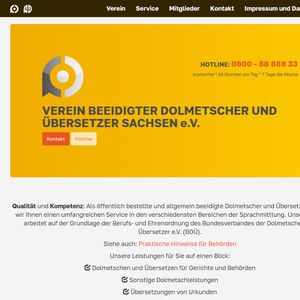 Verein Service Mitglieder Kontakt Impressum und Da
HOTLINE: 0800 - 88 888 33
kostenfrei * 24 Stunden am Tag * 7 Tage die Woche
VEREIN BEEIDIGTER DOLMETSCHER UND
ÜBERSETZER SACHSEN e.V.
Kontakt Hotline
Qualität und Kompetenz: Als öffentlich bestellte und allgemein beeidigte Dolmetscher und Überset
wir Ihnen einen umfangreichen Service in den verschiedensten Bereichen der Sprachmittlung. Uns
arbeitet auf der Grundlage der Berufs- und Ehrenordnung des Bundesverbandes der Dolmetsche
Übersetzer e.V. (BDÜ).
Siehe auch: Praktische Hinweise für Behörden
Unsere Leistungen für Sie auf einen Blick:
Dolmetschen und Übersetzen für Gerichte und Behörden
Sonstige Dolmetschleistungen
Übersetzungen von Urkunden